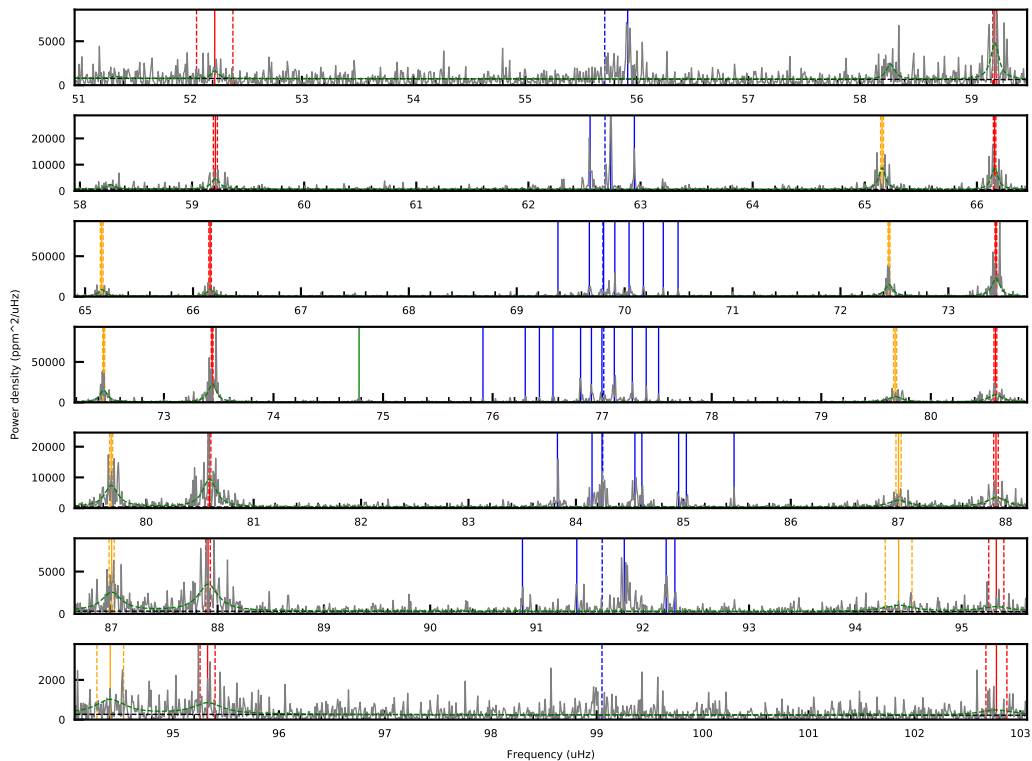 5000
0
51 52 53 54 55 56 57 58 59
20000
10000
0
58 59 60 61 62 63 64 65 66
50000
0
65 66 67 68 69 70 71 72 73
50000
0
73 74 75 76 77 78 79 80
20000
10000
0
80 81 82 83 84 85 86 87 88
5000
0
87 88 89 90 91 92 93 94 95
2000
0
95 96 97 98 99 100 101 102 103
Power density (ppm^2/uHz)
Frequency (uHz)